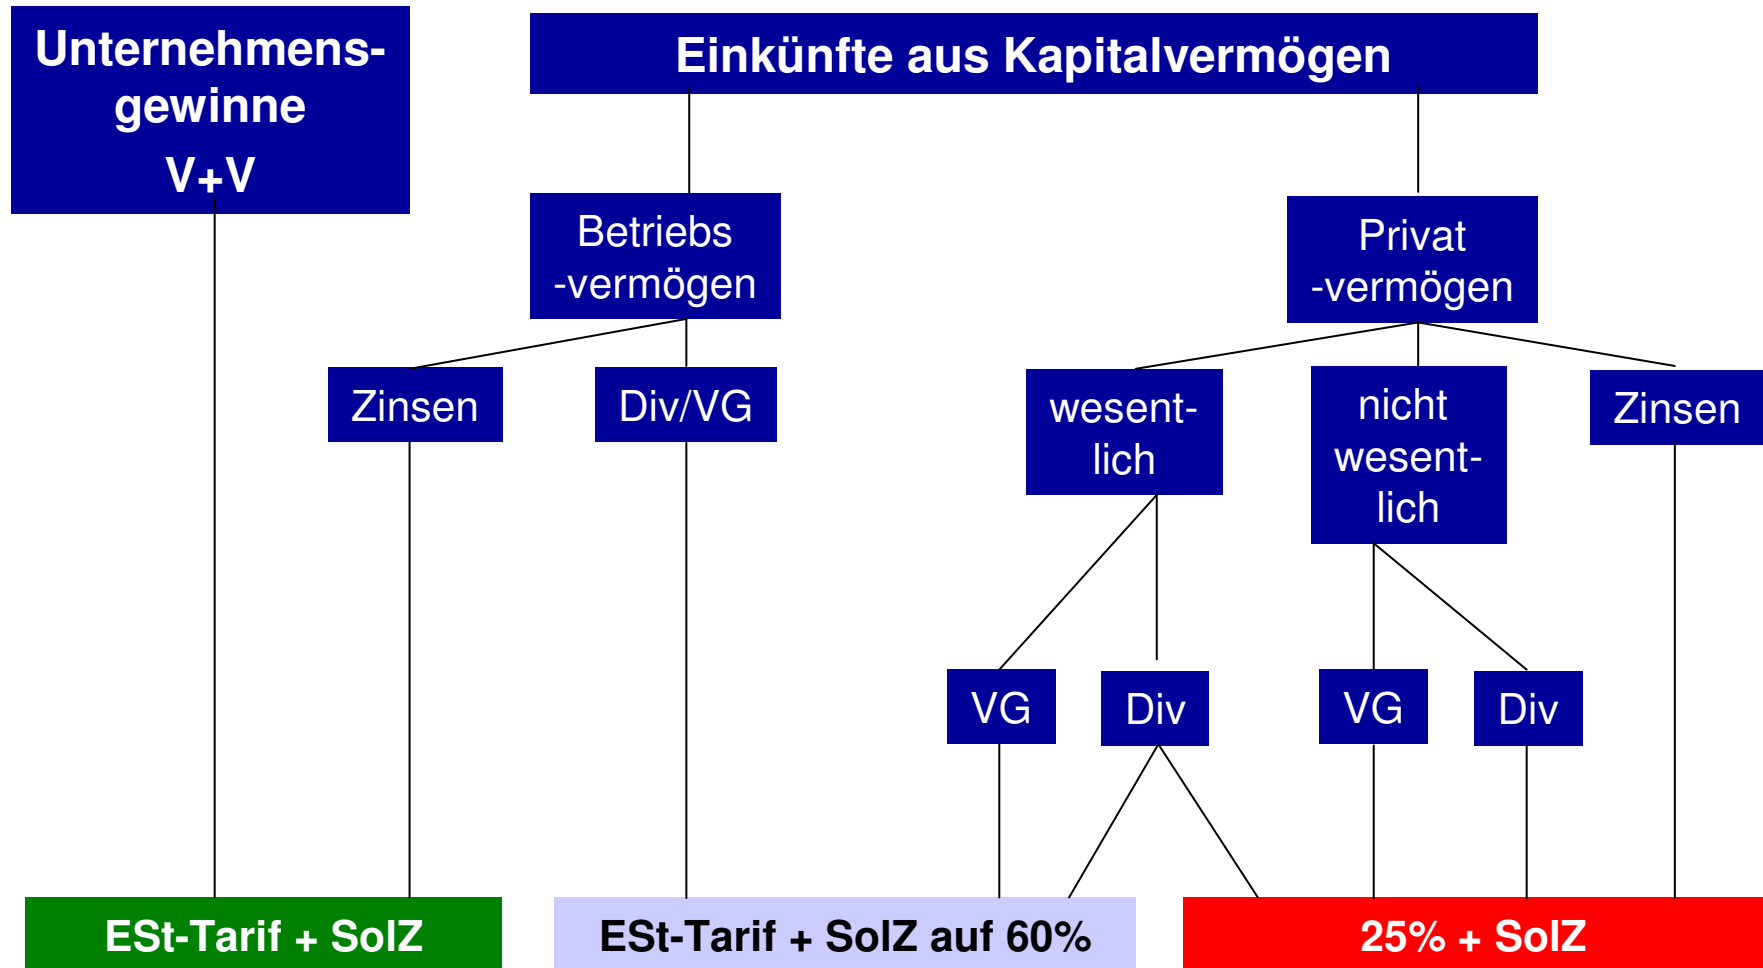 Unternehmens-
gewinne
V+V
Einkünfte aus Kapitalvermögen
Betriebs
-vermögen
Privat
-vermögen
Zinsen
Div/VG
wesent-
lich
nicht
wesent-
lich
Zinsen
VG
Div
VG
Div
ESt-Tarif + SolZ
ESt-Tarif + SolZ auf 60%
25% + SolZ